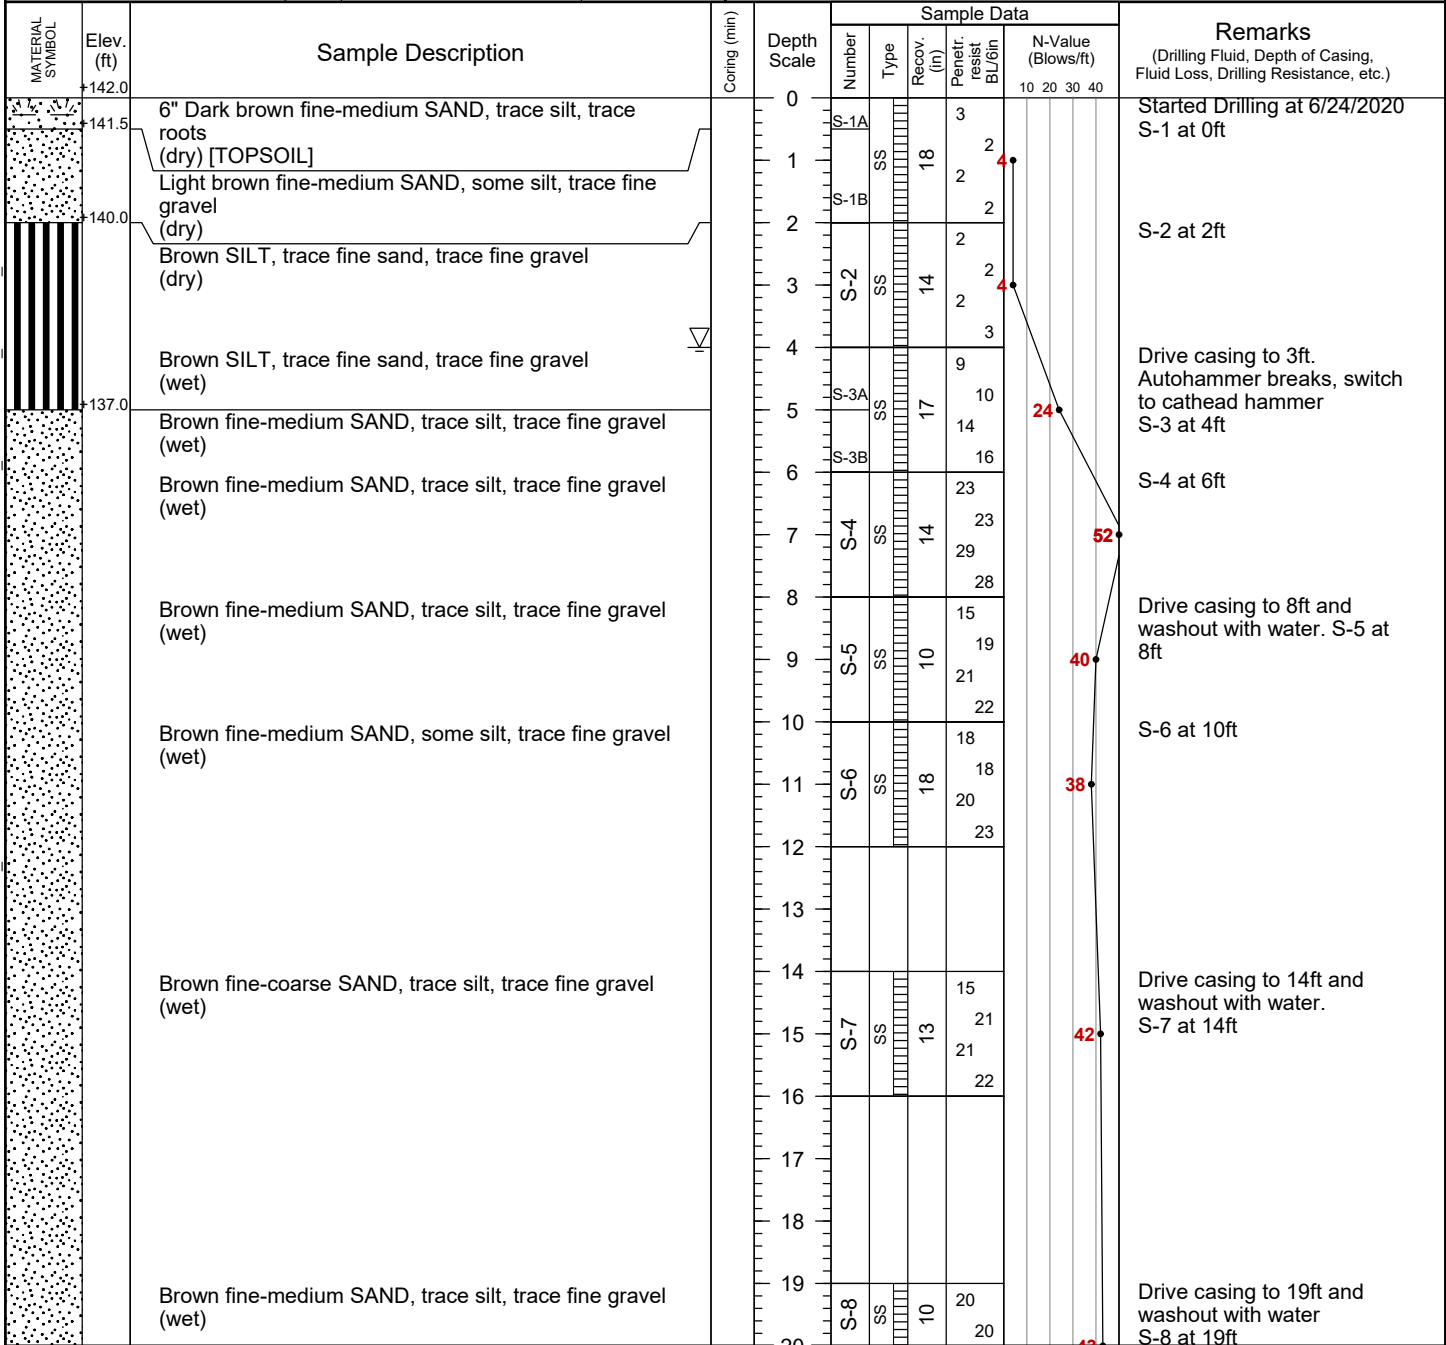 MATERIAL
SYMBOL
Elev.
(ft)
+142.0
Sample Description
Coring (min)
Depth
Scale
Sample Data
Number
Type
Recov.
(in)
Penetr.
resist
BL/6in
N-Value
(Blows/ft)
10 20 30 40
Remarks
(Drilling Fluid, Depth of Casing,
Fluid Loss, Drilling Resistance, etc.)
+141.5
6" Dark brown fine-medium SAND, trace silt, trace
roots
(dry) [TOPSOIL]
Light brown fine-medium SAND, some silt, trace fine
gravel
(dry)
+140.0
Brown SILT, trace fine sand, trace fine gravel
(dry)
Brown SILT, trace fine sand, trace fine gravel
(wet)
+137.0
Brown fine-medium SAND, trace silt, trace fine gravel
(wet)
Brown fine-medium SAND, trace silt, trace fine gravel
(wet)
Brown fine-medium SAND, trace silt, trace fine gravel
(wet)
Brown fine-medium SAND, some silt, trace fine gravel
(wet)
Brown fine-coarse SAND, trace silt, trace fine gravel
(wet)
Brown fine-medium SAND, trace silt, trace fine gravel
(wet)
0
1
2
3
4
5
6
7
8
9
10
11
12
13
14
15
16
17
18
19
20
S-1A
S-1B
SS
18
3
2
2
2
4
S-2
SS
14
2
2
2
3
4
S-3A
S-3B
SS
17
9
10
14
16
24
S-4
SS
14
23
23
29
28
52
S-5
SS
10
15
19
21
22
40
S-6
SS
18
18
18
20
23
38
S-7
SS
13
15
21
21
22
42
S-8
SS
10
20
20
43
Started Drilling at 6/24/2020
S-1 at 0ft
S-2 at 2ft
Drive casing to 3ft.
Autohammer breaks, switch
to cathead hammer
S-3 at 4ft
S-4 at 6ft
Drive casing to 8ft and
washout with water. S-5 at
8ft
S-6 at 10ft
Drive casing to 14ft and
washout with water.
S-7 at 14ft
Drive casing to 19ft and
washout with water
S-8 at 19ft